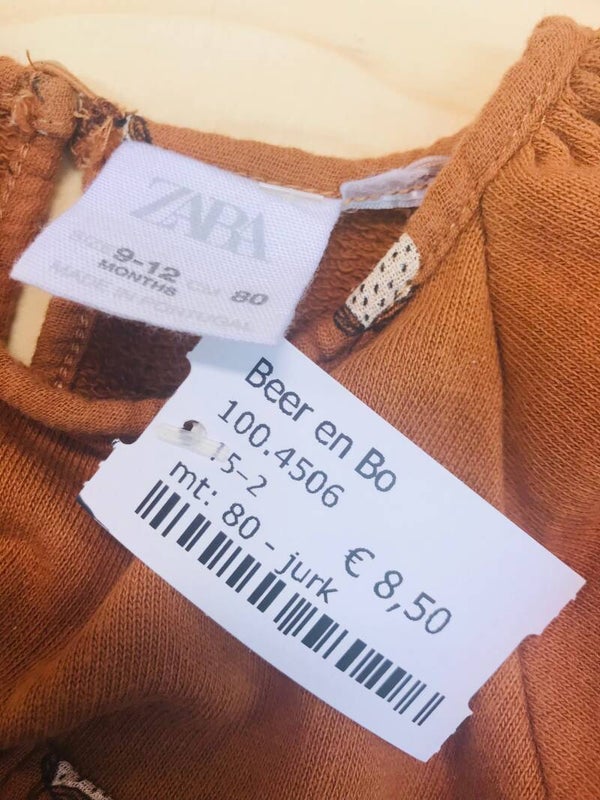 ZARA
SIZE 9-12 CM 80
MONTHS
MADE IN PORTUGAL
Beer en Bo
100.4506
15-2
€ 8,50
mt: 80 - jurk